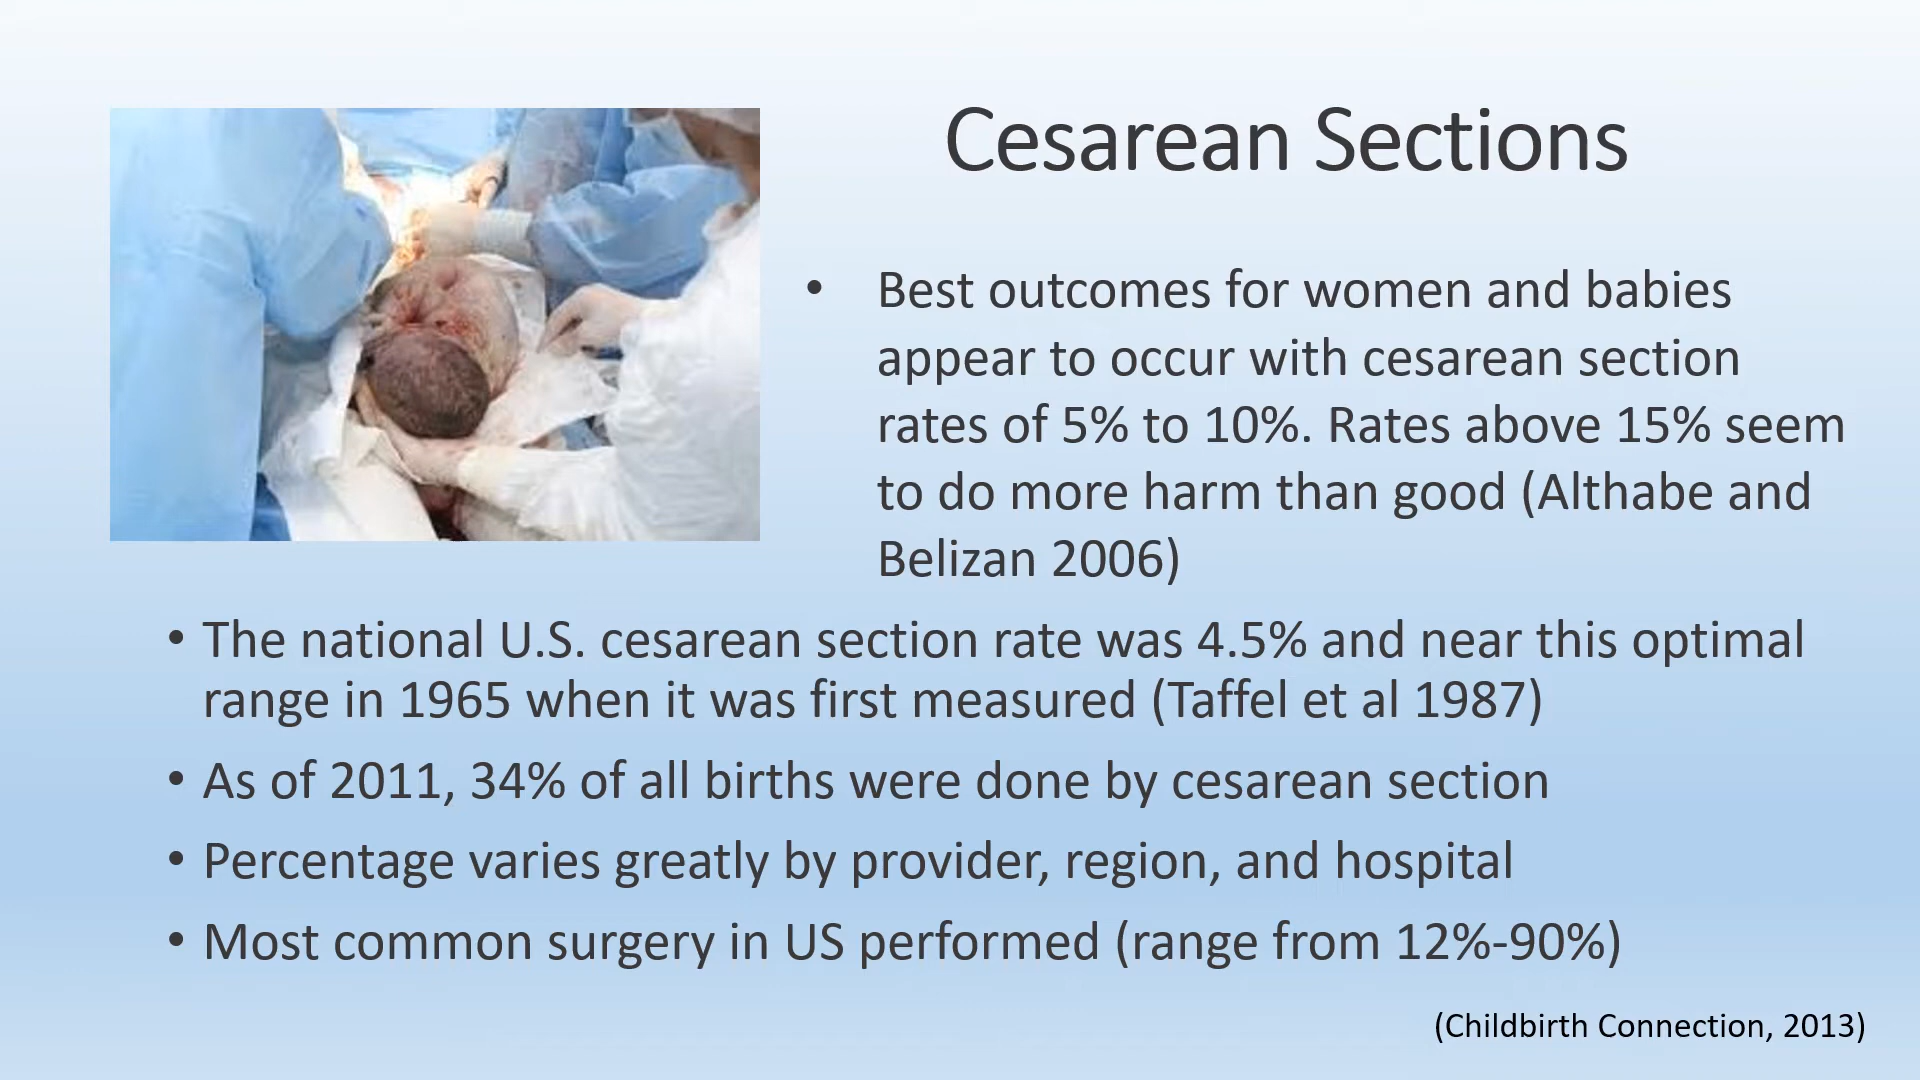 Cesarean Sections
• Best outcomes for women and babies
appear to occur with cesarean section
rates of 5% to 10%. Rates above 15% seem
to do more harm than good (Althabe and
Belizan 2006)
• The national U.S. cesarean section rate was 4.5% and near this optimal
range in 1965 when it was first measured (Taffel et al 1987)
• As of 2011, 34% of all births were done by cesarean section
• Percentage varies greatly by provider, region, and hospital
• Most common surgery in US performed (range from 12%-90%)
(Childbirth Connection, 2013)